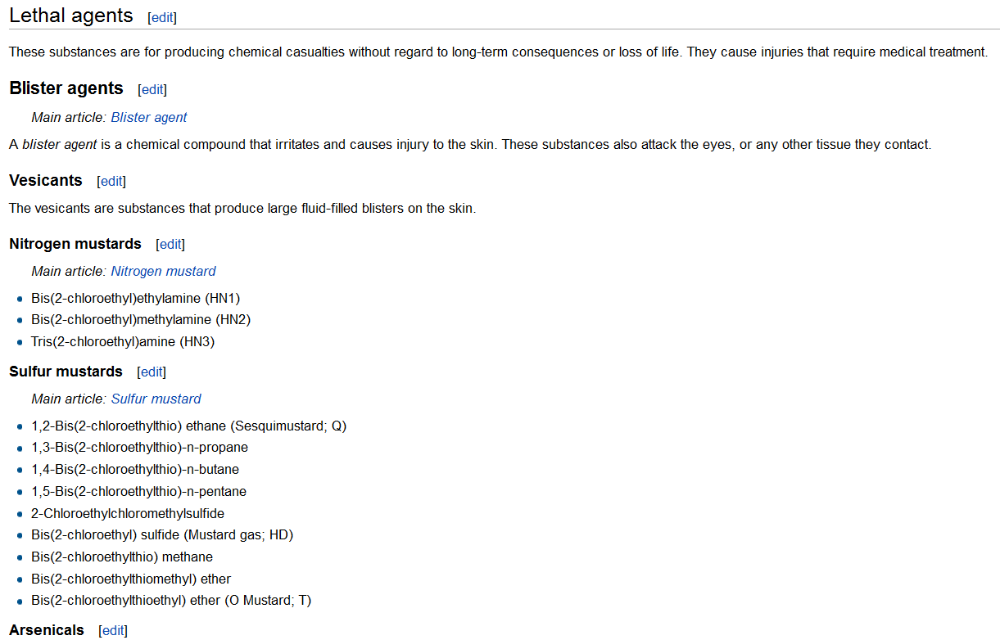 Lethal agents [edit]
These substances are for producing chemical casualties without regard to long-term consequences or loss of life. They cause injuries that require medical treatment.
Blister agents [edit]
Main article: Blister agent
A blister agent is a chemical compound that irritates and causes injury to the skin. These substances also attack the eyes, or any other tissue they contact.
Vesicants [edit]
The vesicants are substances that produce large fluid-filled blisters on the skin.
Nitrogen mustards [edit]
Main article: Nitrogen mustard
Bis(2-chloroethyl)ethylamine (HN1)
Bis(2-chloroethyl)methylamine (HN2)
Tris(2-chloroethyl)amine (HN3)
Sulfur mustards [edit]
Main article: Sulfur mustard
1,2-Bis(2-chloroethylthio) ethane (Sesquimustard; Q)
1,3-Bis(2-chloroethylthio)-n-propane
1,4-Bis(2-chloroethylthio)-n-butane
1,5-Bis(2-chloroethylthio)-n-pentane
2-Chloroethylchloromethylsulfide
Bis(2-chloroethyl) sulfide (Mustard gas; HD)
Bis(2-chloroethylthio) methane
Bis(2-chloroethylthiomethyl) ether
Bis(2-chloroethylthioethyl) ether (O Mustard; T)
Arsenicals [edit]